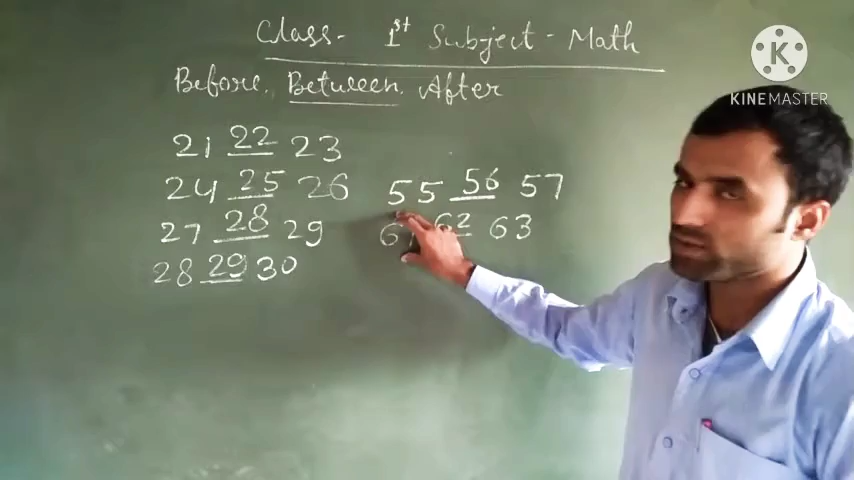 Class- 1st Subject - Math
Before, Between, After
21 22 23
24 25 26
27 28 29
28 29 30
55 56 57
61 62 63
K
KINEMASTER